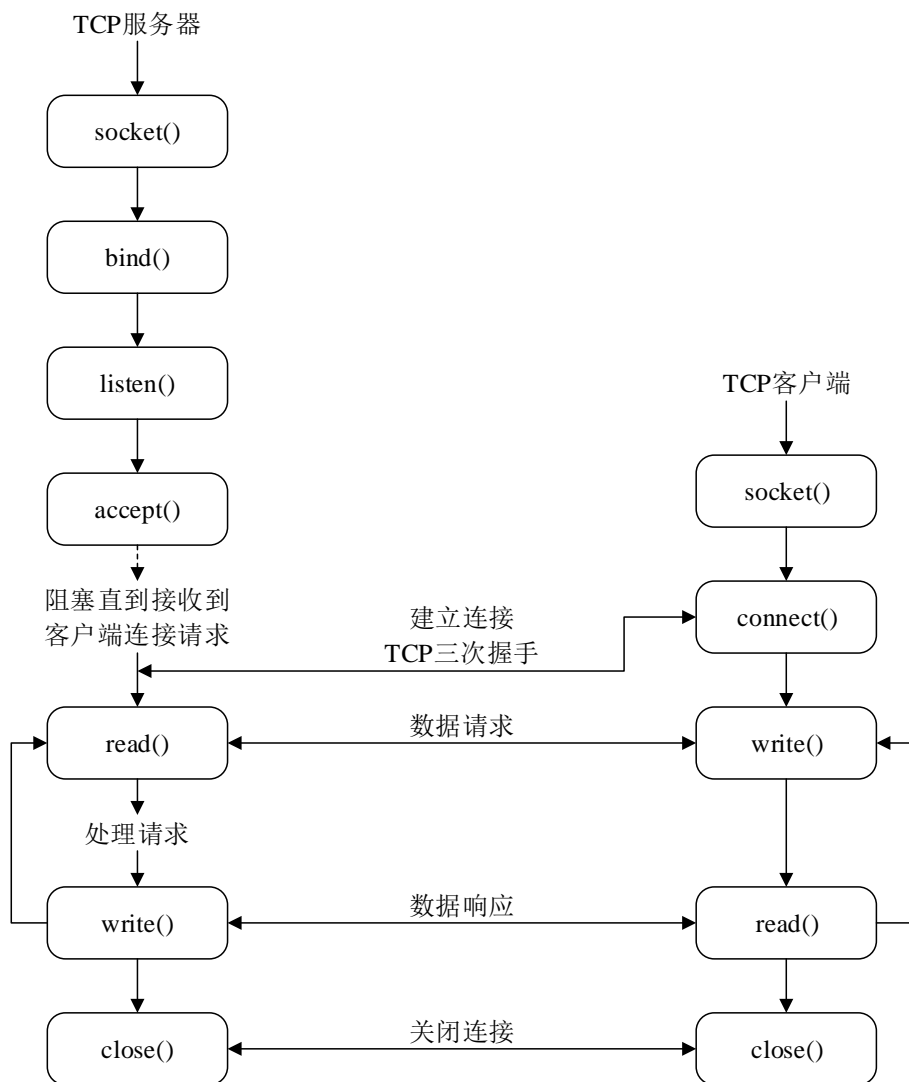 TCP服务器
socket()
bind()
listen()
TCP客户端
accept()
socket()
阻塞直到接收到
客户端连接请求
建立连接
TCP三次握手
connect()
read()
数据请求
write()
处理请求
write()
数据响应
read()
close()
关闭连接
close()